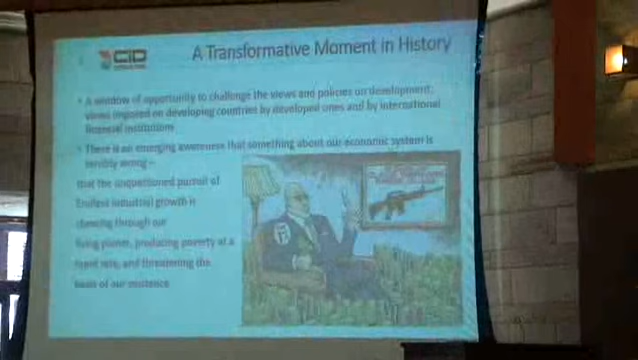 CID
A Transformative Moment in History
• A window of opportunity to challenge the views and policies on development,
views imposed on developing countries by developed ones and by international
financial institutions
• There is an emerging awareness that something about our economic system is
terribly wrong –
that the unquestioned pursuit of
Endless industrial growth is
chewing through our
living planet, producing poverty at a
rapid rate, and threatening the
basis of our existence